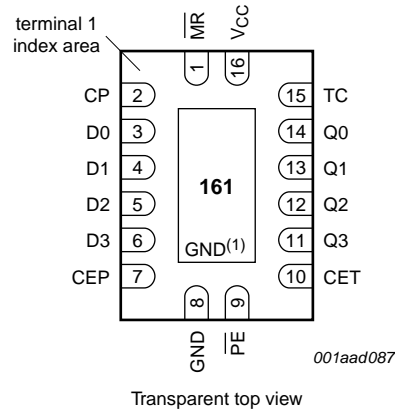 terminal 1
index area
MR
VCC
1
16
CP 2
15 TC
D0 3
14 Q0
D1 4
13 Q1
161
D2 5
12 Q2
D3 6
11 Q3
GND(1)
CEP 7
10 CET
8
9
GND
PE
001aad087
Transparent top view